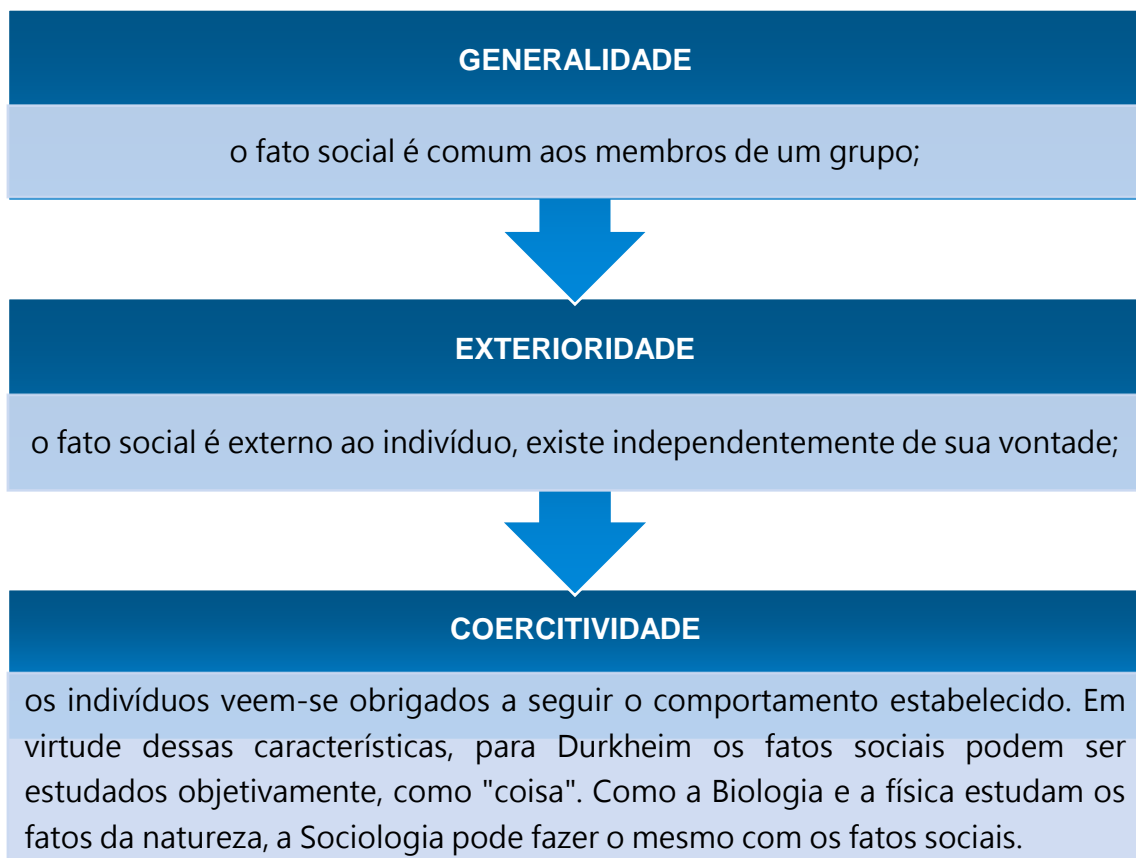 GENERALIDADE
o fato social é comum aos membros de um grupo;
EXTERIORIDADE
o fato social é externo ao indivíduo, existe independentemente de sua vontade;
COERCITIVIDADE
os indivíduos veem-se obrigados a seguir o comportamento estabelecido. Em
virtude dessas características, para Durkheim os fatos sociais podem ser
estudados objetivamente, como "coisa". Como a Biologia e a física estudam os
fatos da natureza, a Sociologia pode fazer o mesmo com os fatos sociais.